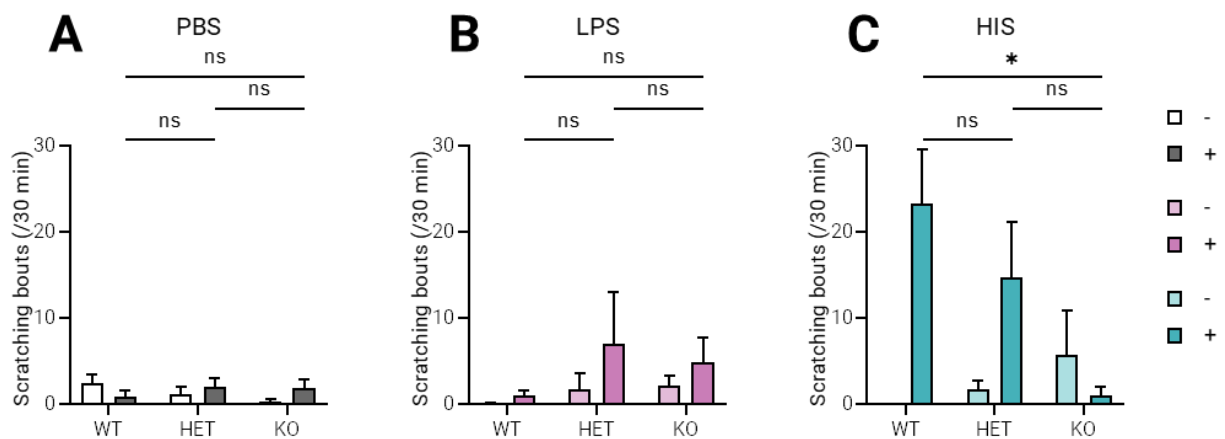 A
PBS
ns
ns
ns
Scratching bouts (/30 min)
30
20
10
0
WT
HET
KO
B
LPS
ns
ns
ns
Scratching bouts (/30 min)
30
20
10
0
WT
HET
KO
C
HIS
*
ns
ns
Scratching bouts (/30 min)
30
20
10
0
WT
HET
KO
-
+
-
+
-
+